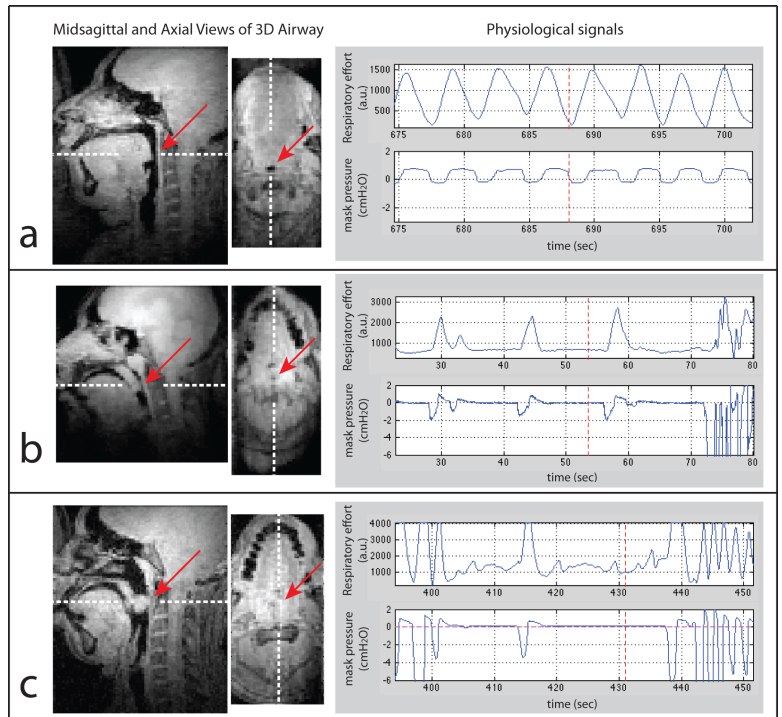 Midsagittal and Axial Views of 3D Airway
Physiological signals
a
Respiratory effort
(a.u.)
1500
1000
500
675 680 685 690 695 700
mask pressure
(cmH2O)
2
0
-2
675 680 685 690 695 700
time (sec)
b
Respiratory effort
(a.u.)
3000
2000
1000
30 40 50 60 70 80
mask pressure
(cmH2O)
2
0
-2
-4
-6
30 40 50 60 70 80
time (sec)
c
Respiratory effort
a.u.)
4000
3000
2000
1000
400 410 420 430 440 450
mask pressure
(cmH2O)
2
0
-2
-4
-6
400 410 420 430 440 450
time (sec)